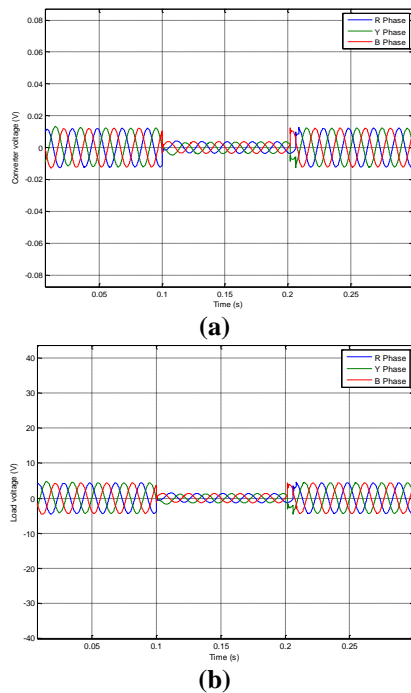 0.08
0.06
0.04
0.02
0
-0.02
-0.04
-0.06
-0.08
Converter voltage (V)
R Phase
Y Phase
B Phase
0.05
0.1
0.15
0.2
0.25
Time (s)
(a)
40
30
20
10
0
-10
-20
-30
-40
Load voltage (V)
R Phase
Y Phase
B Phase
0.05
0.1
0.15
0.2
0.25
Time (s)
(b)